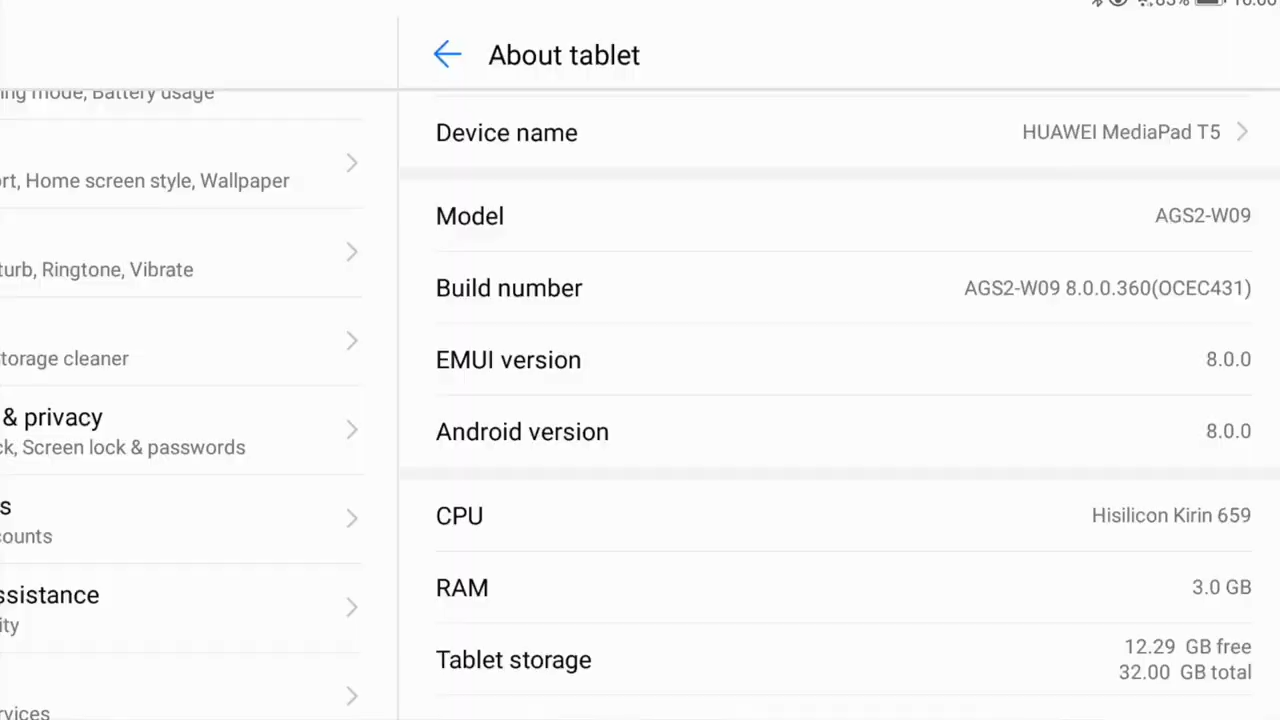 83%
About tablet
ing mode, Battery usage
Device name
HUAWEI MediaPad T5
rt, Home screen style, Wallpaper
Model
AGS2-W09
turb, Ringtone, Vibrate
Build number
AGS2-W09 8.0.0.360(OCEC431)
torage cleaner
EMUI version
8.0.0
& privacy
ck, Screen lock & passwords
Android version
8.0.0
s
counts
CPU
Hisilicon Kirin 659
ssistance
ity
RAM
3.0 GB
Tablet storage
12.29 GB free
32.00 GB total
rvices